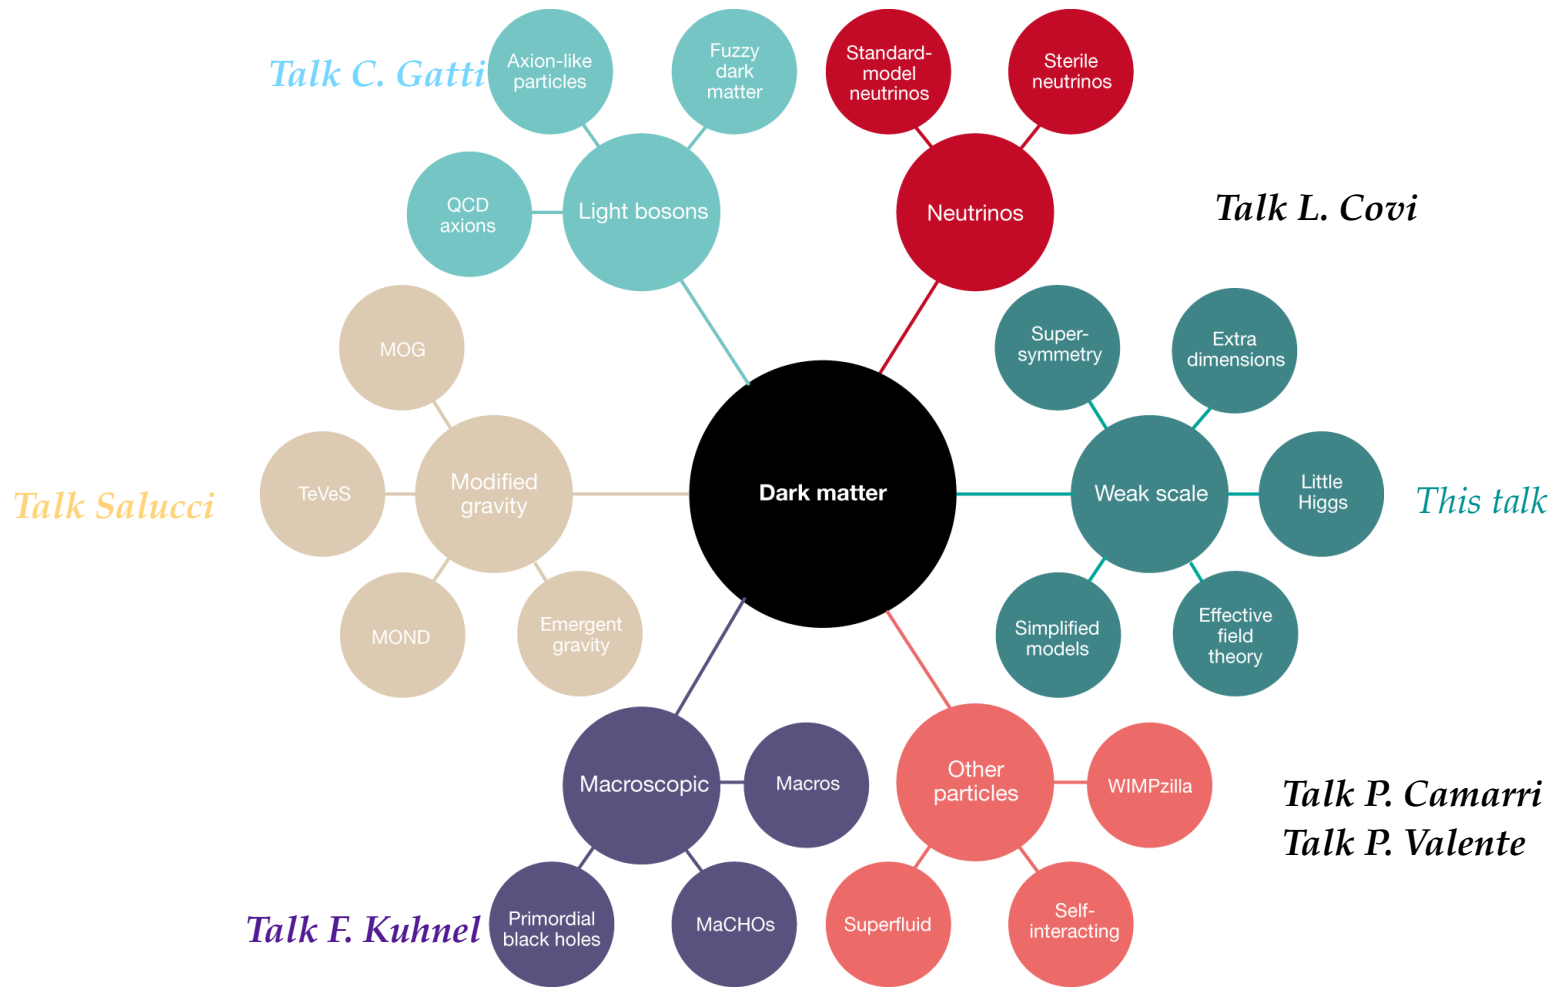 Talk C. Gatti
Axion-like
particles
Fuzzy
dark
matter
Standard-
model
neutrinos
Sterile
neutrinos
QCD
axions
Light bosons
Neutrinos
Talk L. Covi
MOG
Super-
symmetry
Extra
dimensions
Talk Salucci
TeVeS
Modified
gravity
Dark matter
Weak scale
Little
Higgs
This talk
MOND
Emergent
gravity
Simplified
models
Effective
field
theory
Macroscopic
Macros
Other
particles
WIMPzilla
Talk P. Camarri
Talk P. Valente
Talk F. Kuhnel
Primordial
black holes
MaCHOs
Superfluid
Self-
interacting